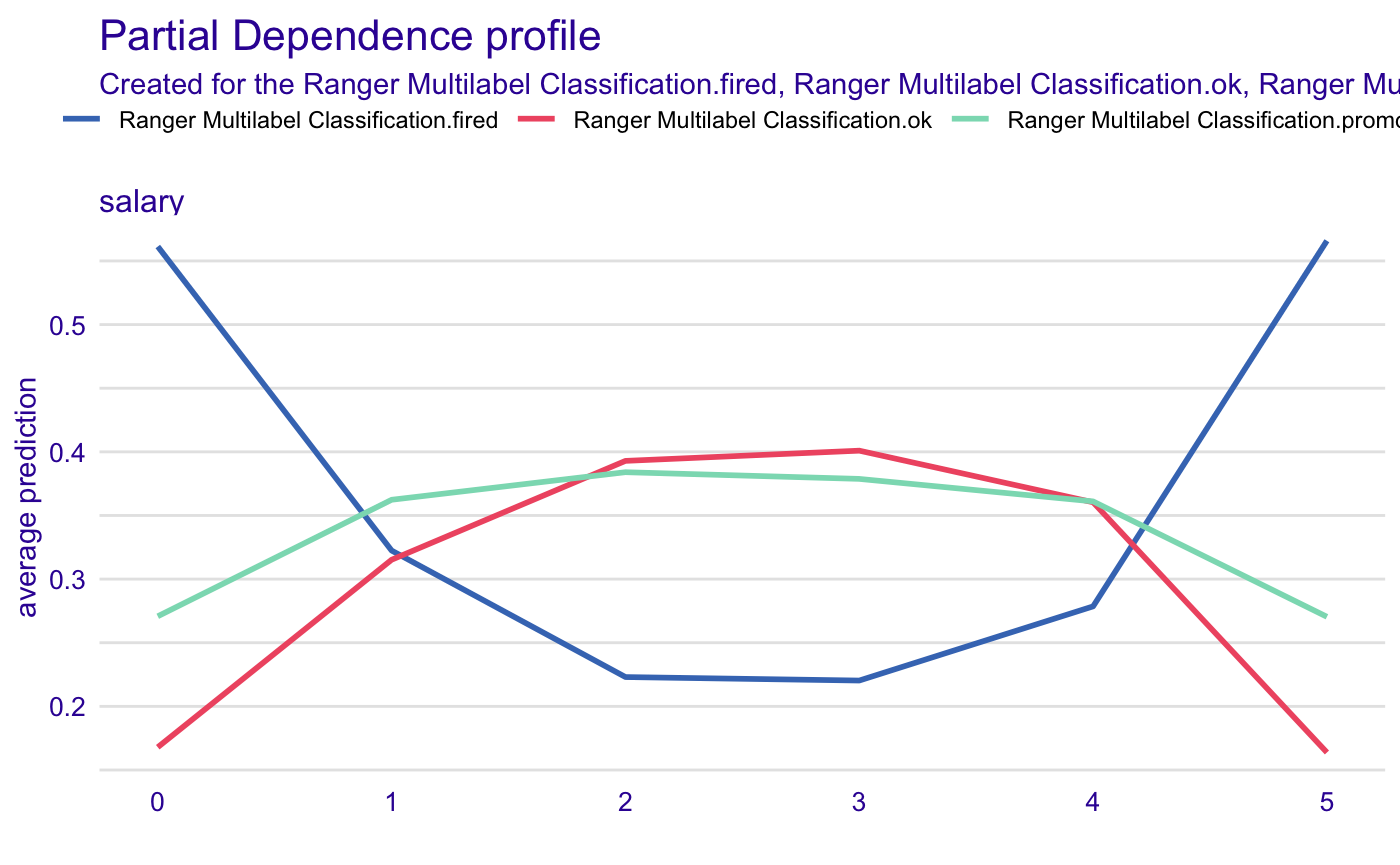 Partial Dependence profile
Created for the Ranger Multilabel Classification.fired, Ranger Multilabel Classification.ok, Ranger Mu
Ranger Multilabel Classification.fired Ranger Multilabel Classification.ok Ranger Multilabel Classification.promo
salary
average prediction
0.5
0.4
0.3
0.2
0 1 2 3 4 5